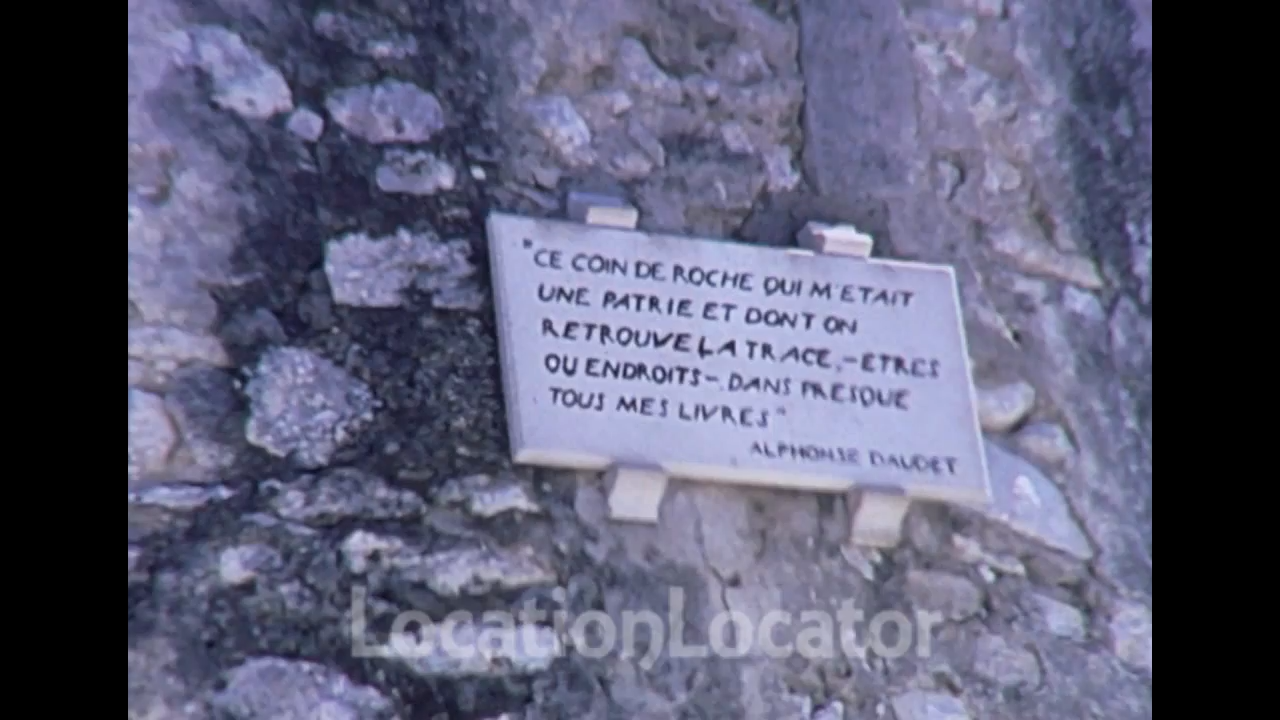 "CE COIN DE ROCHE QUI M'ETAIT
UNE PATRIE ET DONT ON
RETROUVE LA TRACE,-ETRES
OU ENDROITS-, DANS PRESQUE
TOUS MES LIVRES"
ALPHONSE DAUDET
LocationLocator